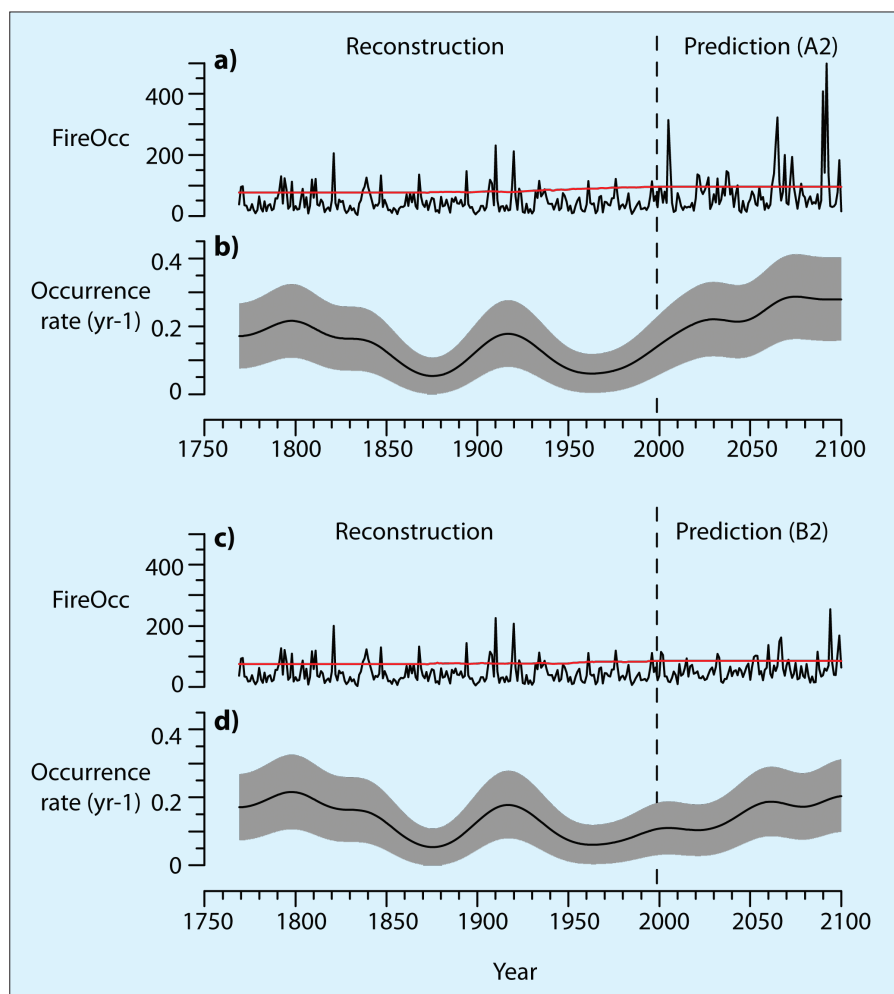 Reconstruction Prediction (A2)
a)
400
FireOcc
200
0
b)
0.4
Occurrence
rate (yr-1)
0.2
0
1750 1800 1850 1900 1950 2000 2050 2100
Reconstruction Prediction (B2)
c)
400
FireOcc
200
0
d)
0.4
Occurrence
rate (yr-1)
0.2
0
1750 1800 1850 1900 1950 2000 2050 2100
Year